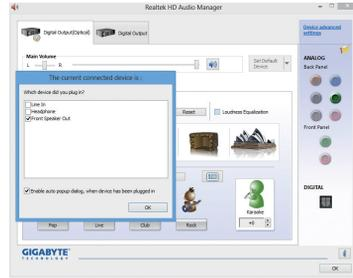 Realtek HD Audio Manager
Digital Output(Optical)
Digital Output
Device advanced settings
Main Volume
L
R
Set Default Device
ANALOG
Back Panel
The current connected device is :
Which device did you plug in?
Line In
Headphone
Front Speaker Out
Reset
Loudness Equalization
Front Panel
Enable auto popup dialog, when device has been plugged in
OK
DIGITAL
Karaoke
Pop
Live
Club
Rock
+0
GIGABYTE
TECHNOLOGY
OK